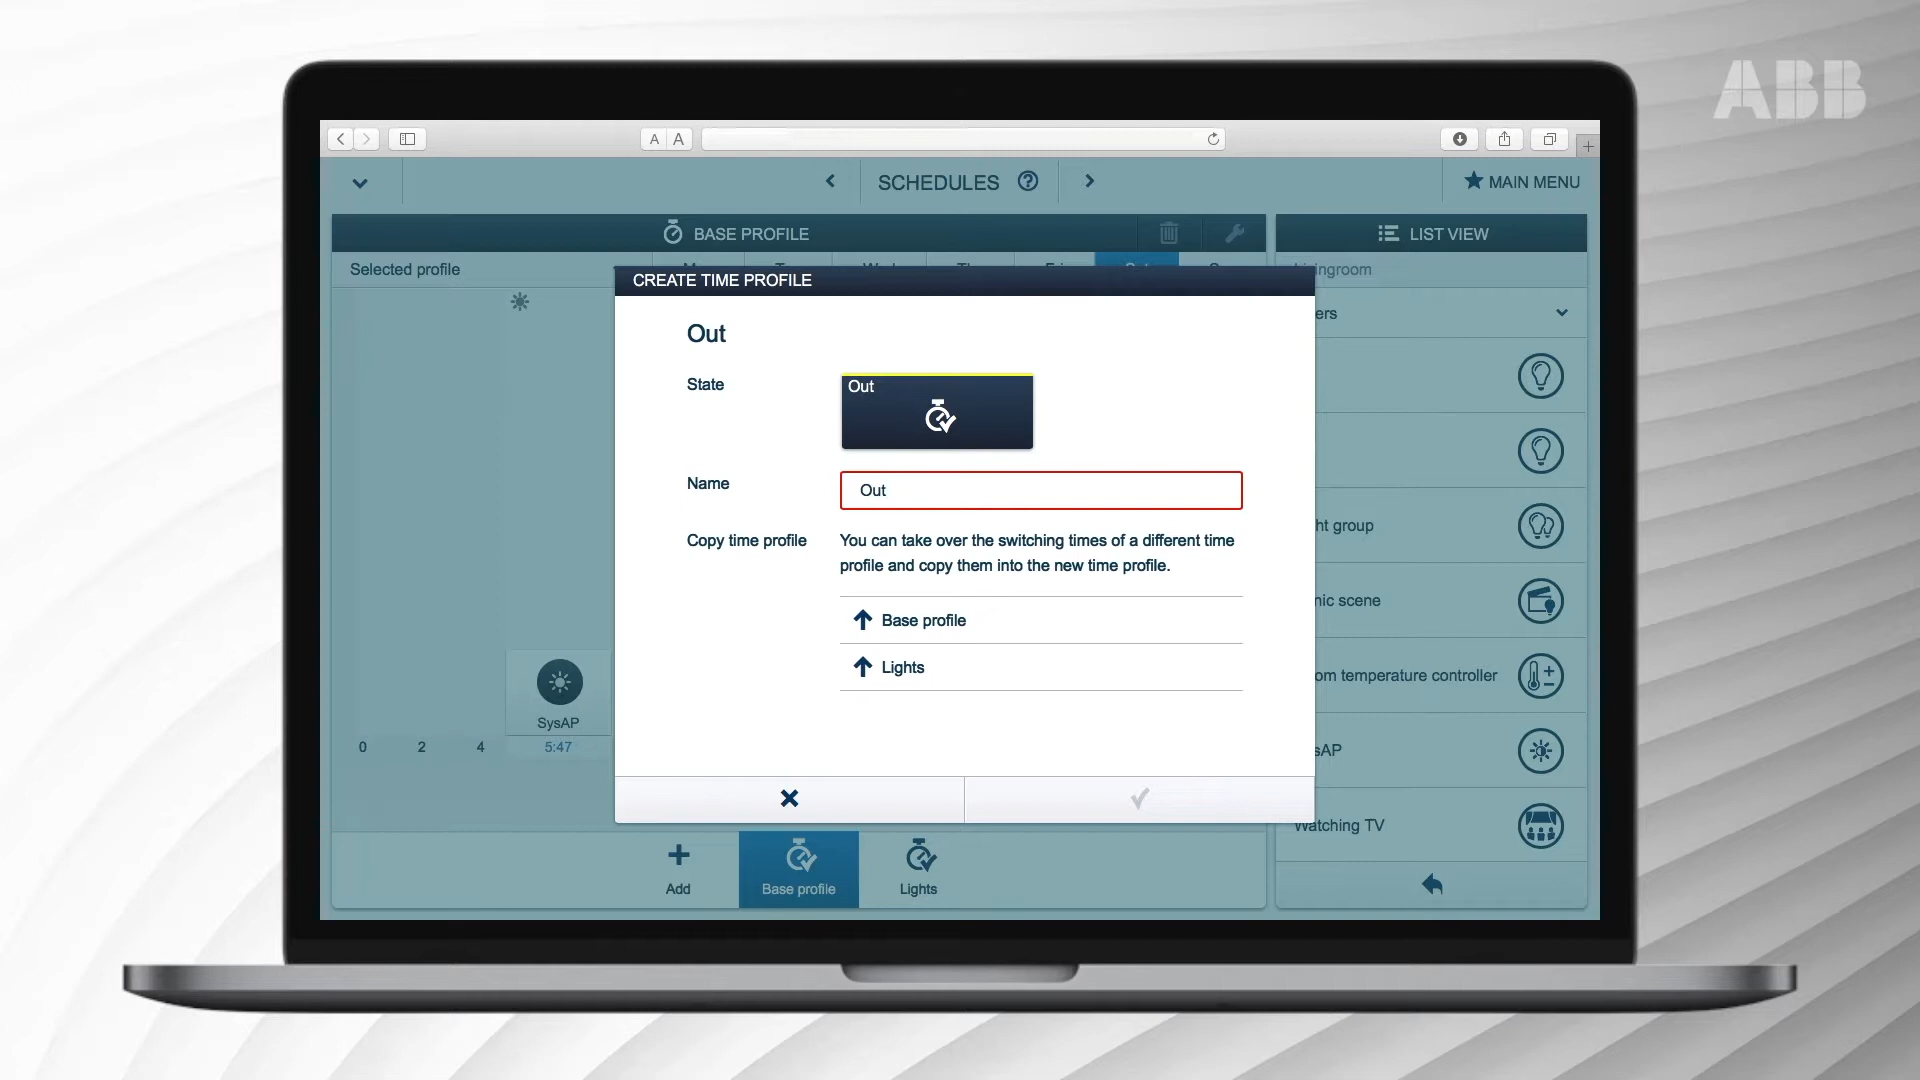 ABB
A A
SCHEDULES
MAIN MENU
BASE PROFILE
LIST VIEW
Selected profile
CREATE TIME PROFILE
Out
State
Out
Name
Out
Copy time profile
You can take over the switching times of a different time
profile and copy them into the new time profile.
Base profile
Lights
SysAP
0 2 4 5:47
ingroom
ers
ht group
nic scene
om temperature controller
sAP
Watching TV
Add
Base profile
Lights